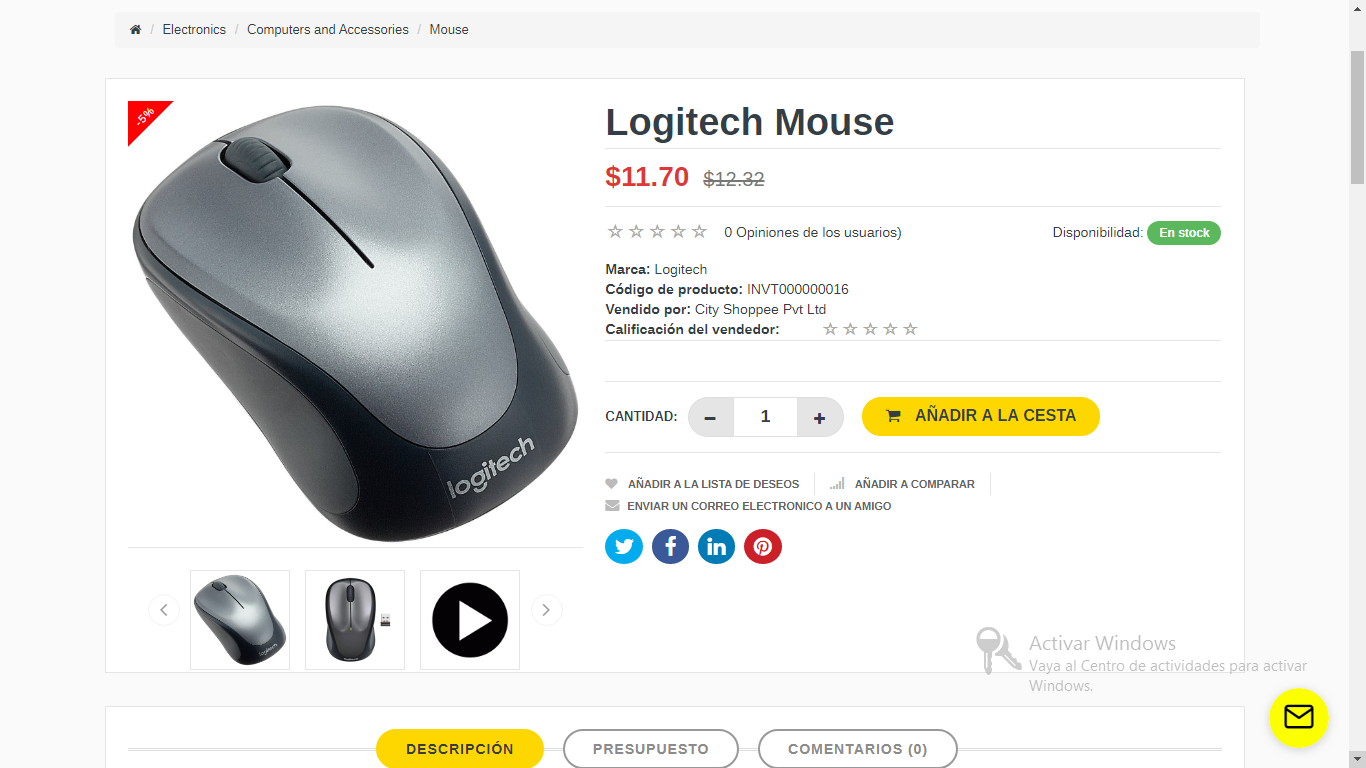 / Electronics / Computers and Accessories / Mouse
-5%
Logitech Mouse
$11.70 $12.32
0 Opiniones de los usuarios) Disponibilidad: En stock
Marca: Logitech
Código de producto: INVT000000016
Vendido por: City Shoppee Pvt Ltd
Calificación del vendedor:
CANTIDAD: − 1 + AÑADIR A LA CESTA
AÑADIR A LA LISTA DE DESEOS AÑADIR A COMPARAR
ENVIAR UN CORREO ELECTRONICO A UN AMIGO
logitech
Activar Windows
Vaya al Centro de actividades para activar
Windows.
DESCRIPCIÓN PRESUPUESTO COMENTARIOS (0)